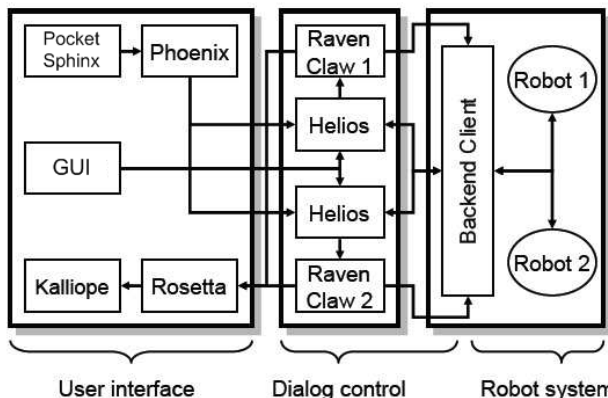 Pocket
Sphinx
Phoenix
GUI
Kalliope
Rosetta
Raven
Claw 1
Helios
Helios
Raven
Claw 2
Backend Client
Robot 1
Robot 2
User interface
Dialog control
Robot system